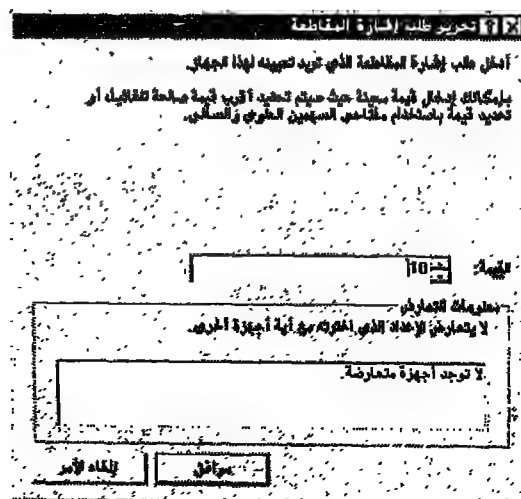 تحرير طلب إشارة المقاطعة
أدخل طلب إشارة المقاطعة الذي تريد تعيينه لهذا الجهاز.
بإمكانك إدخال قيمة معينة حيث سيتم تحديد أقرب قيمة صالحة تلقائياً، أو
تحديد قيمة باستخدام مفتاحي السهمين العلوي والسفلي.
القيمة: 10
معلومات التعارض
لا يتعارض الإعداد الذي اخترته مع أية أجهزة أخرى.
لا توجد أجهزة متعارضة.
موافق إلغاء الأمر